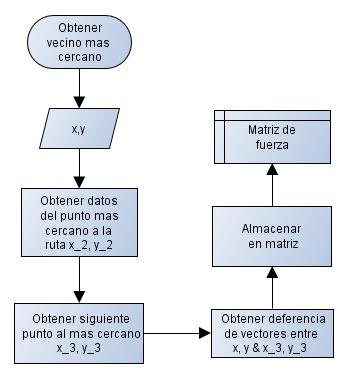 Obtener
vecino mas
cercano
x,y
Obtener datos
del punto mas
cercano a la
ruta x_2, y_2
Obtener siguiente
punto al mas cercano
x_3, y_3
Obtener deferencia
de vectores entre
x, y & x_3, y_3
Almacenar
en matriz
Matriz de
fuerza